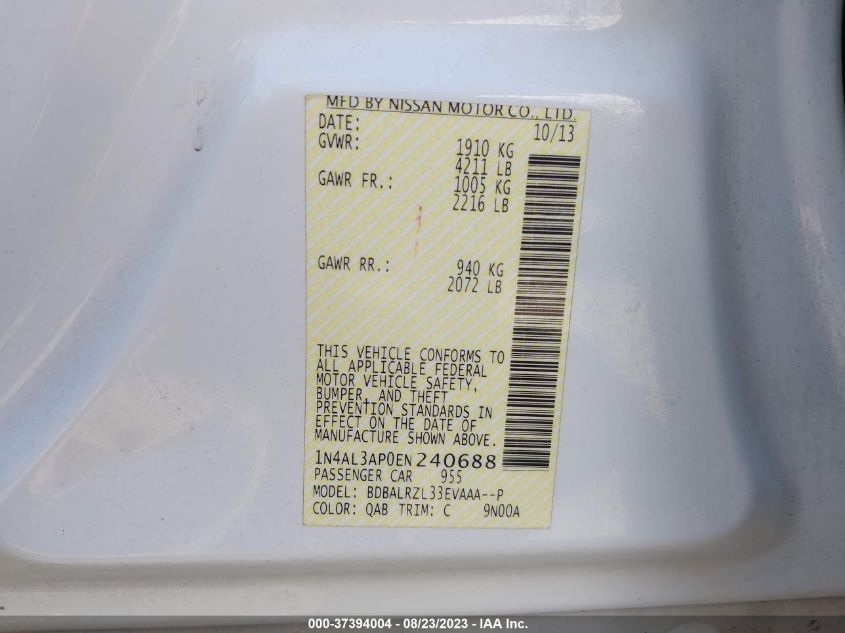 MFD BY NISSAN MOTOR CO., LTD.
DATE: 10/13
GVWR: 1910 KG
4211 LB
GAWR FR.: 1005 KG
2216 LB
GAWR RR.: 940 KG
2072 LB
THIS VEHICLE CONFORMS TO
ALL APPLICABLE FEDERAL
MOTOR VEHICLE SAFETY,
BUMPER, AND THEFT
PREVENTION STANDARDS IN
EFFECT ON THE DATE OF
MANUFACTURE SHOWN ABOVE.
1N4AL3AP0EN240688
PASSENGER CAR 955
MODEL: BDBALRZL33EVAAA--P
COLOR: QAB TRIM: C 9N00A
000-37394004 - 08/23/2023 - IAA Inc.